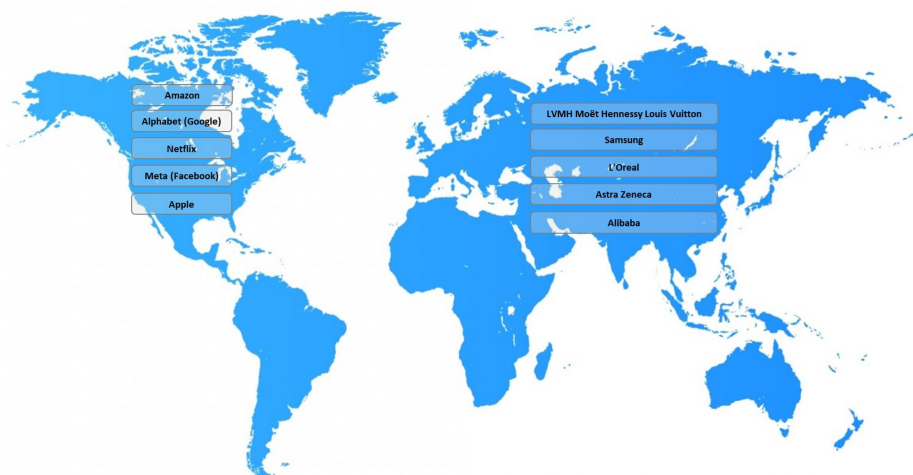 Amazon
Alphabet (Google)
Netflix
Meta (Facebook)
Apple
LVMH Moët Hennessy Louis Vuitton
Samsung
L'Oreal
Astra Zeneca
Alibaba